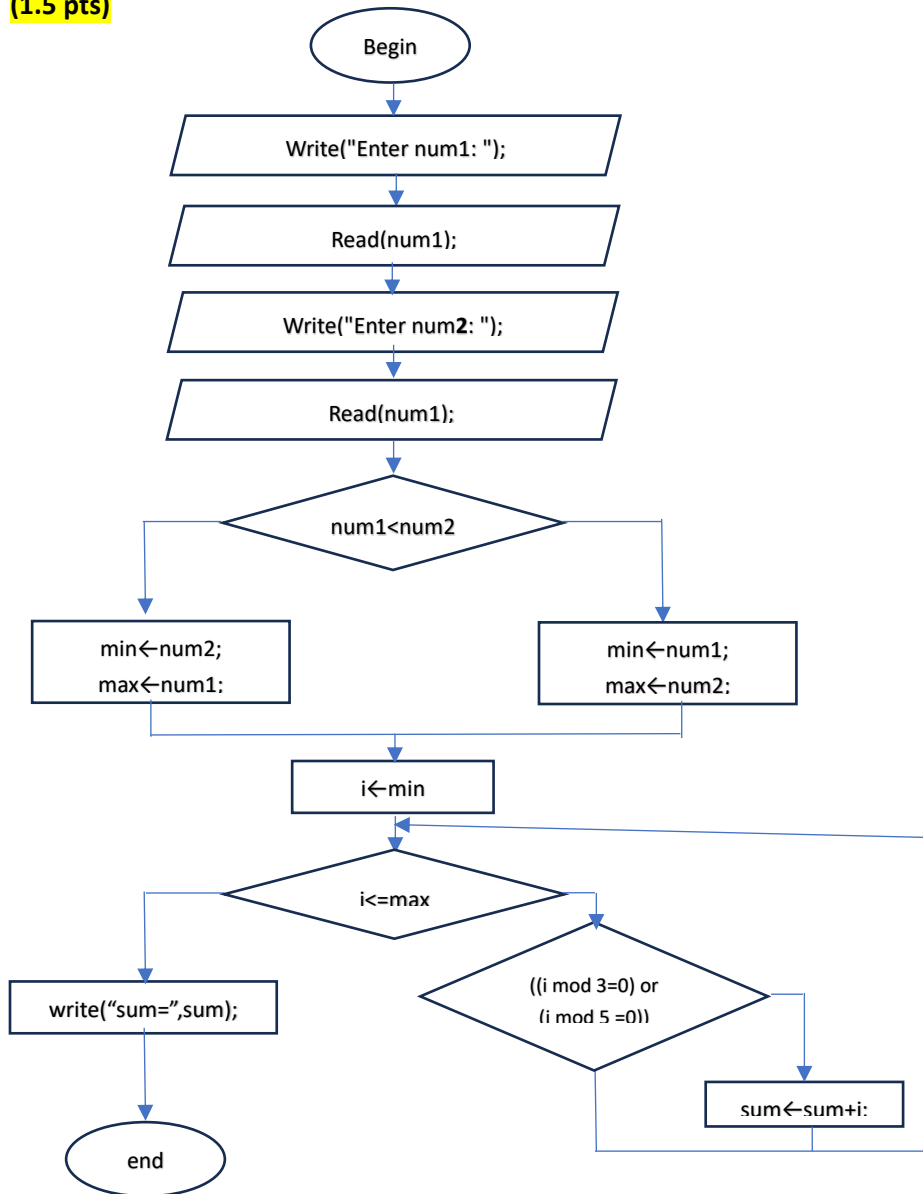 (1.5 pts)
Begin
Write("Enter num1: ");
Read(num1);
Write("Enter num2: ");
Read(num1);
num1<num2
min←num2;
max←num1;
min←num1;
max←num2;
i←min
i<=max
((i mod 3=0) or
(i mod 5 =0))
write(“sum=”,sum);
sum←sum+i;
end